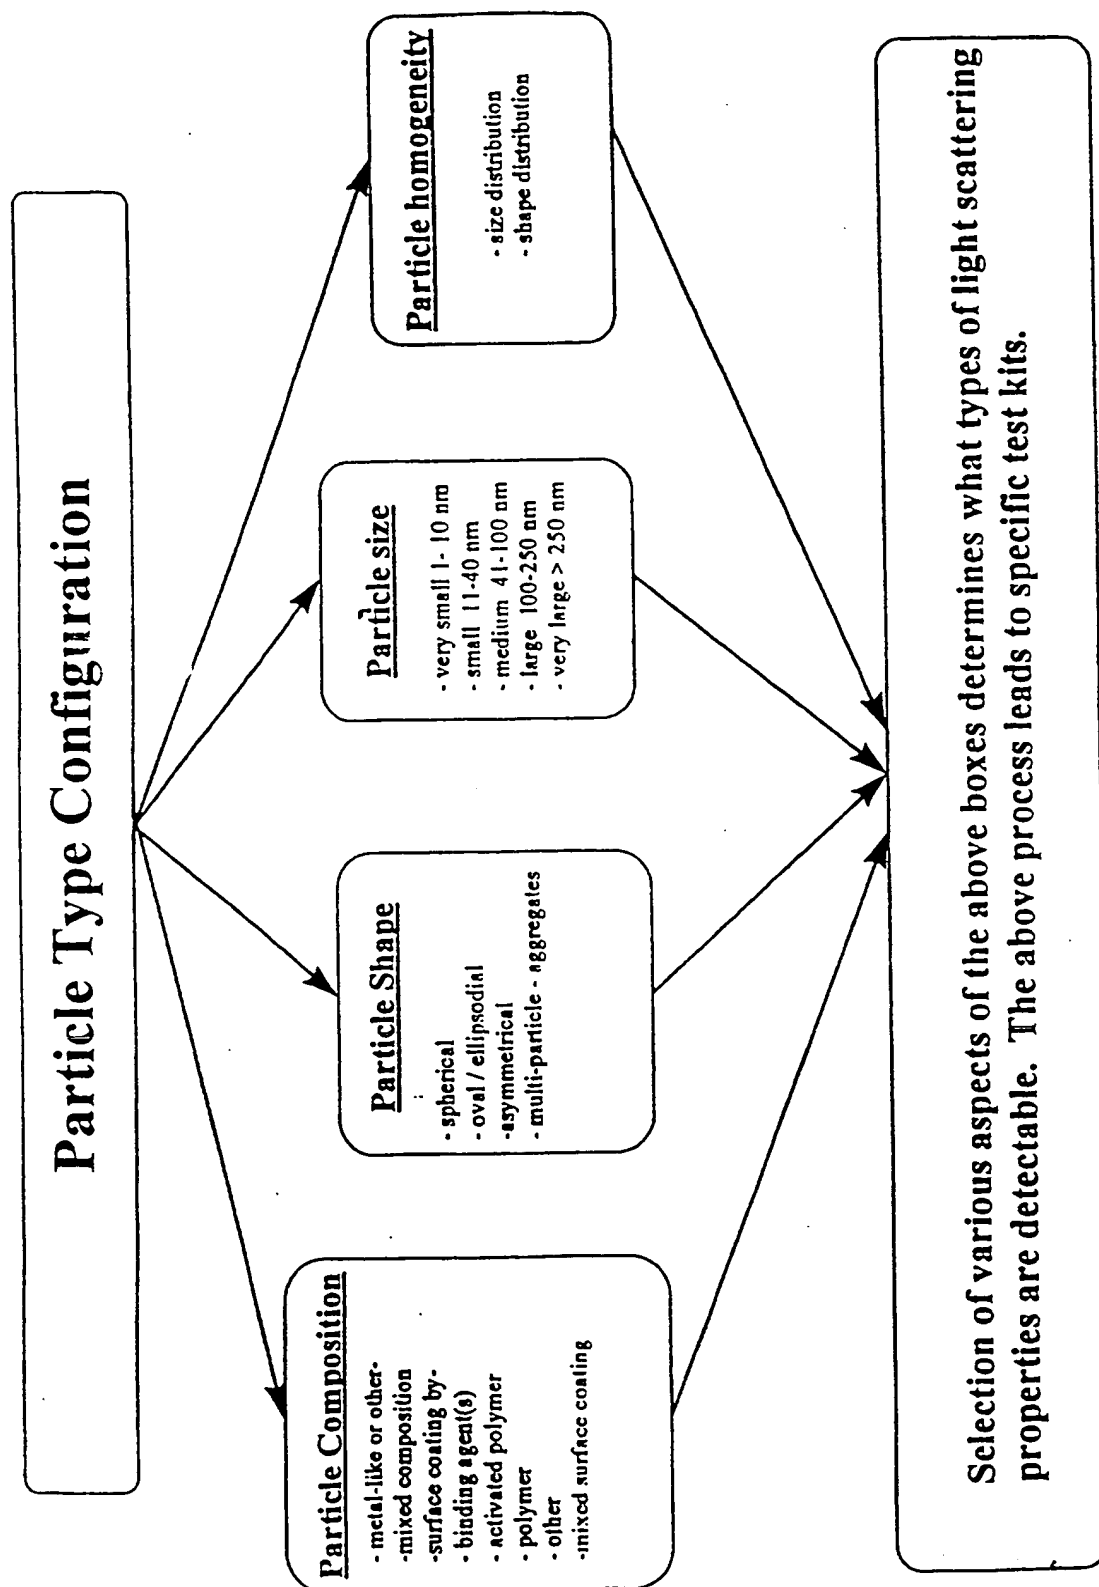 Particle Type Configuration
Particle Composition
- metal-like or other-
-mixed composition
-surface coating by-
- binding agent(s)
- activated polymer
- polymer
- other
-mixed surface coating
Particle Shape
- spherical
- oval / ellipsodial
-asymmetrical
- multi-particle - aggregates
Particle size
- very small 1- 10 nm
- small 11-40 nm
- medium 41-100 nm
- large 100-250 nm
- very large > 250 nm
Particle homogeneity
- size distribution
- shape distribution
Selection of various aspects of the above boxes determines what types of light scattering
properties are detectable. The above process leads to specific test kits.